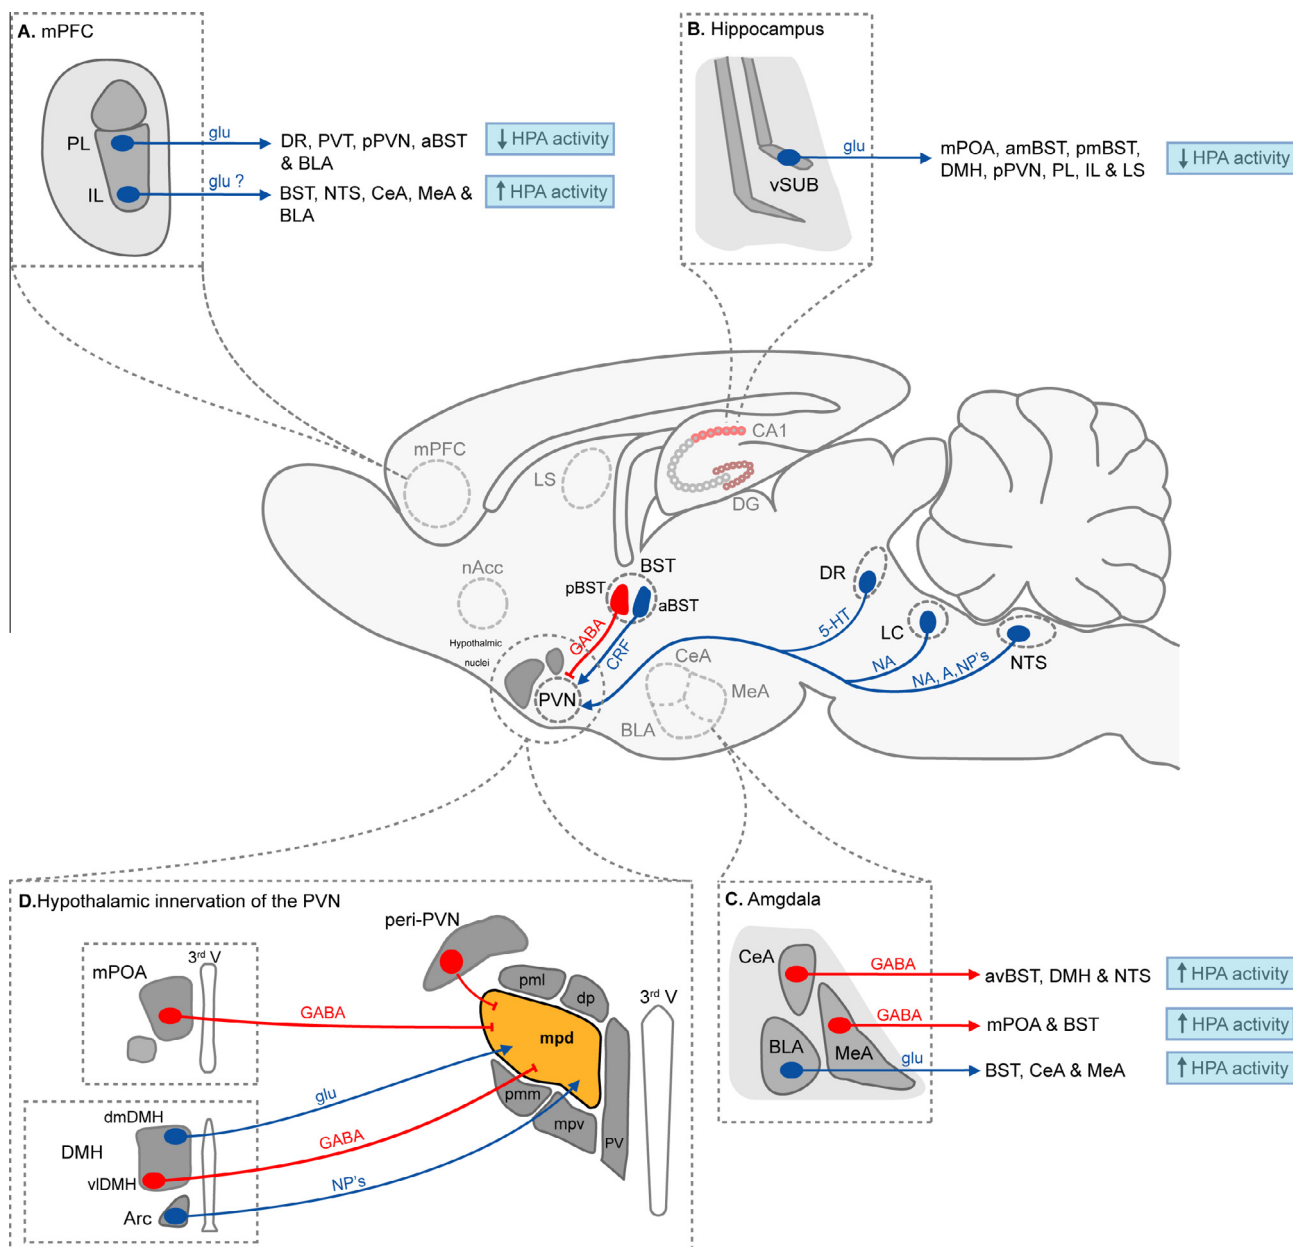 A. mPFC
PL
glu
DR, PVT, pPVN, aBST
& BLA
↓ HPA activity
IL
glu ?
BST, NTS, CeA, MeA &
BLA
↑ HPA activity
B. Hippocampus
vSUB
glu
mPOA, amBST, pmBST,
DMH, pPVN, PL, IL & LS
↓ HPA activity
mPFC
LS
CA1
DG
nAcc
BST
pBST
aBST
GABA
CRF
Hypothalmic
nuclei
PVN
CeA
MeA
BLA
DR
5-HT
LC
NA
NTS
NA, A, NP's
D.Hypothalamic innervation of the PVN
mPOA
3rd V
GABA
peri-PVN
pml
dp
mpd
pmm
mpv
PV
3rd V
dmDMH
DMH
vlDMH
Arc
glu
GABA
NP's
C. Amgdala
CeA
GABA
avBST, DMH & NTS
↑ HPA activity
MeA
GABA
mPOA & BST
↑ HPA activity
BLA
glu
BST, CeA & MeA
↑ HPA activity